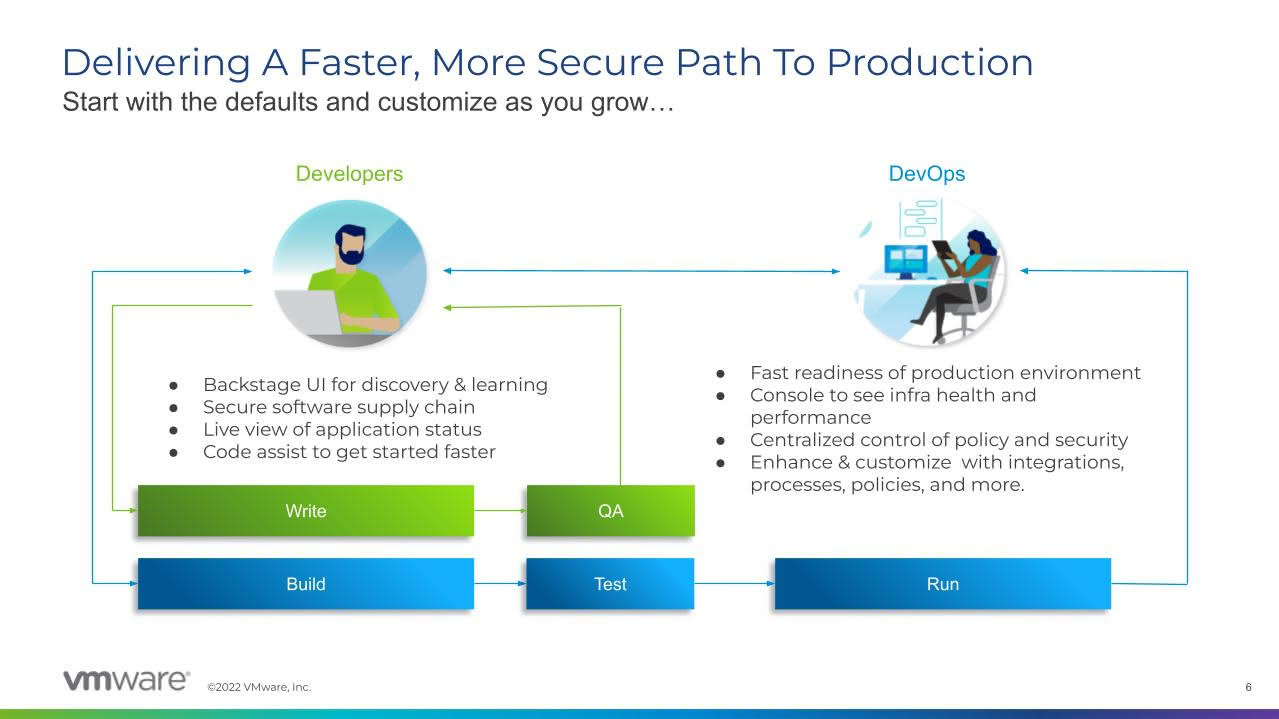 Delivering A Faster, More Secure Path To Production
Start with the defaults and customize as you grow…
Developers
DevOps
● Backstage UI for discovery & learning
● Secure software supply chain
● Live view of application status
● Code assist to get started faster
● Fast readiness of production environment
● Console to see infra health and
performance
● Centralized control of policy and security
● Enhance & customize  with integrations,
processes, policies, and more.
Write
QA
Build
Test
Run
vmware®
©2022 VMware, Inc.
6